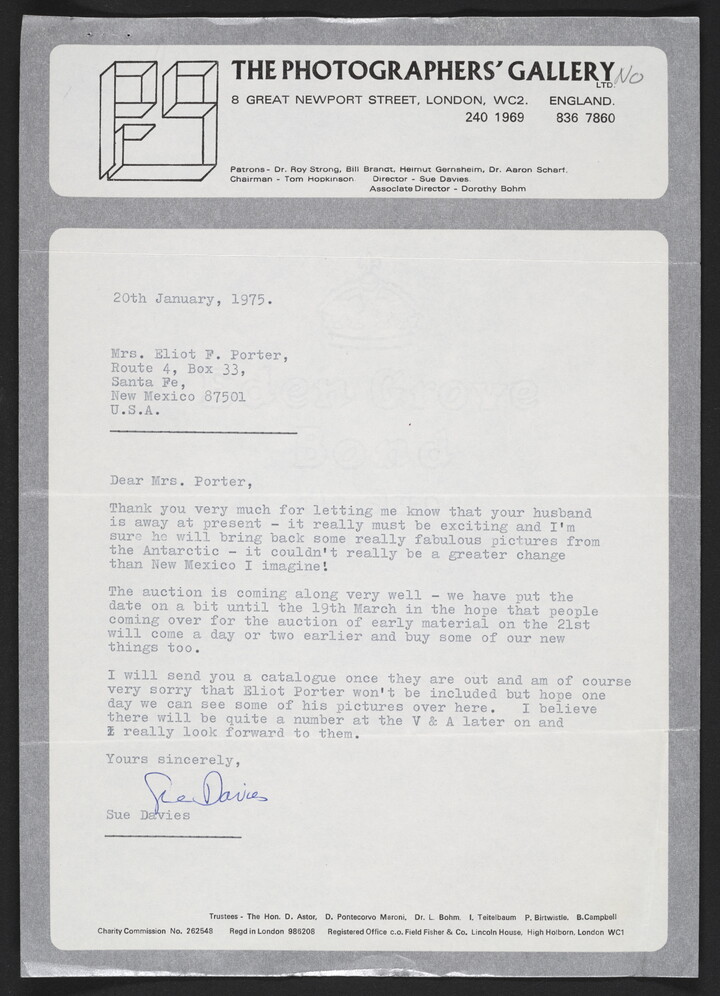 THE PHOTOGRAPHERS' GALLERY
LTD.
No
8 GREAT NEWPORT STREET, LONDON, WC2. ENGLAND.
240 1969 836 7860
Patrons - Dr. Roy Strong, Bill Brandt, Helmut Gernsheim, Dr. Aaron Scharf.
Chairman - Tom Hopkinson. Director - Sue Davies.
Associate Director - Dorothy Bohm
20th January, 1975.
Mrs. Eliot F. Porter,
Route 4, Box 33,
Santa Fe,
New Mexico 87501
U.S.A.
Dear Mrs. Porter,
Thank you very much for letting me know that your husband
is away at present - it really must be exciting and I'm
sure he will bring back some really fabulous pictures from
the Antarctic - it couldn't really be a greater change
than New Mexico I imagine!
The auction is coming along very well - we have put the
date on a bit until the 19th March in the hope that people
coming over for the auction of early material on the 21st
will come a day or two earlier and buy some of our new
things too.
I will send you a catalogue once they are out and am of course
very sorry that Eliot Porter won't be included but hope one
day we can see some of his pictures over here. I believe
there will be quite a number at the V & A later on and
I really look forward to them.
Yours sincerely,
Sue Davies
Sue Davies
Trustees - The Hon. D. Astor, D. Pontecorvo Maroni, Dr. L. Bohm. I. Teitelbaum P. Birtwistle. B.Campbell
Charity Commission No. 262548 Regd in London 986208 Registered Office c.o. Field Fisher & Co. Lincoln House, High Holborn, London WC1